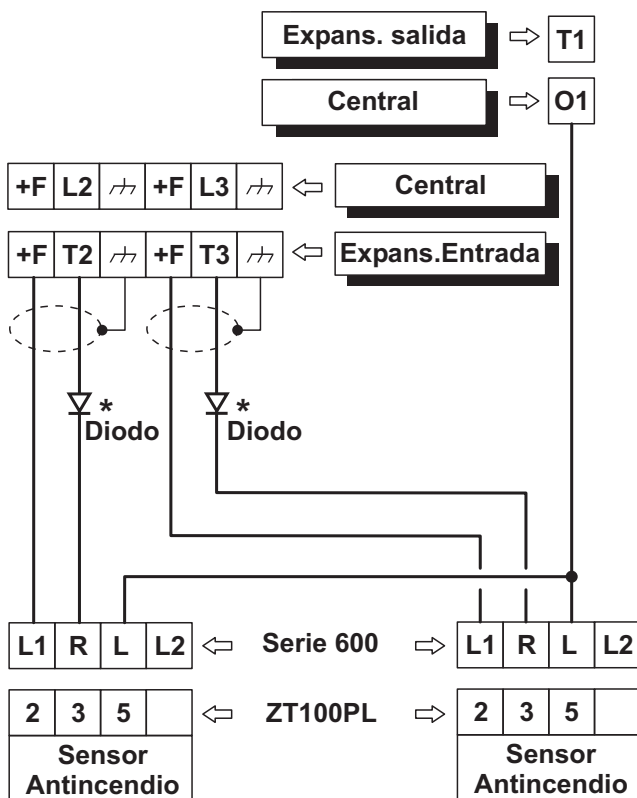 Expans. salida T1
Central O1
+F L2 +F L3 Central
+F T2 +F T3 Expans.Entrada
* *
Diodo Diodo
L1 R L L2 Serie 600 L1 R L L2
2 3 5 ZT100PL 2 3 5
Sensor Sensor
Antincendio Antincendio